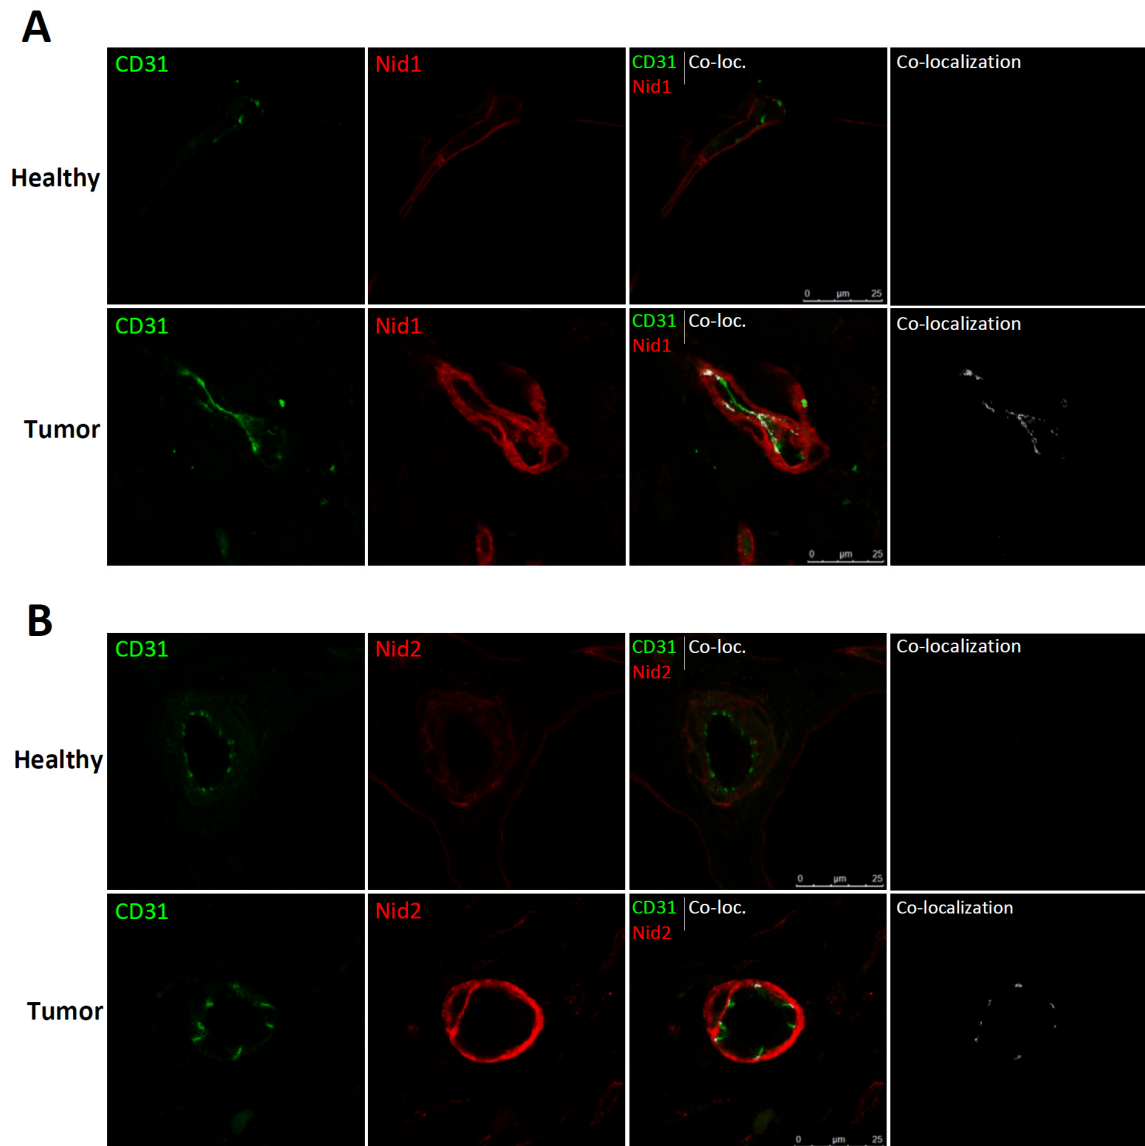 A
CD31
Nid1
CD31 Co-loc.
Nid1
Co-localization
Healthy
0 µm 25
CD31
Nid1
CD31 Co-loc.
Nid1
Co-localization
Tumor
0 µm 25
B
CD31
Nid2
CD31 Co-loc.
Nid2
Co-localization
Healthy
0 µm 25
CD31
Nid2
CD31 Co-loc.
Nid2
Co-localization
Tumor
0 µm 25